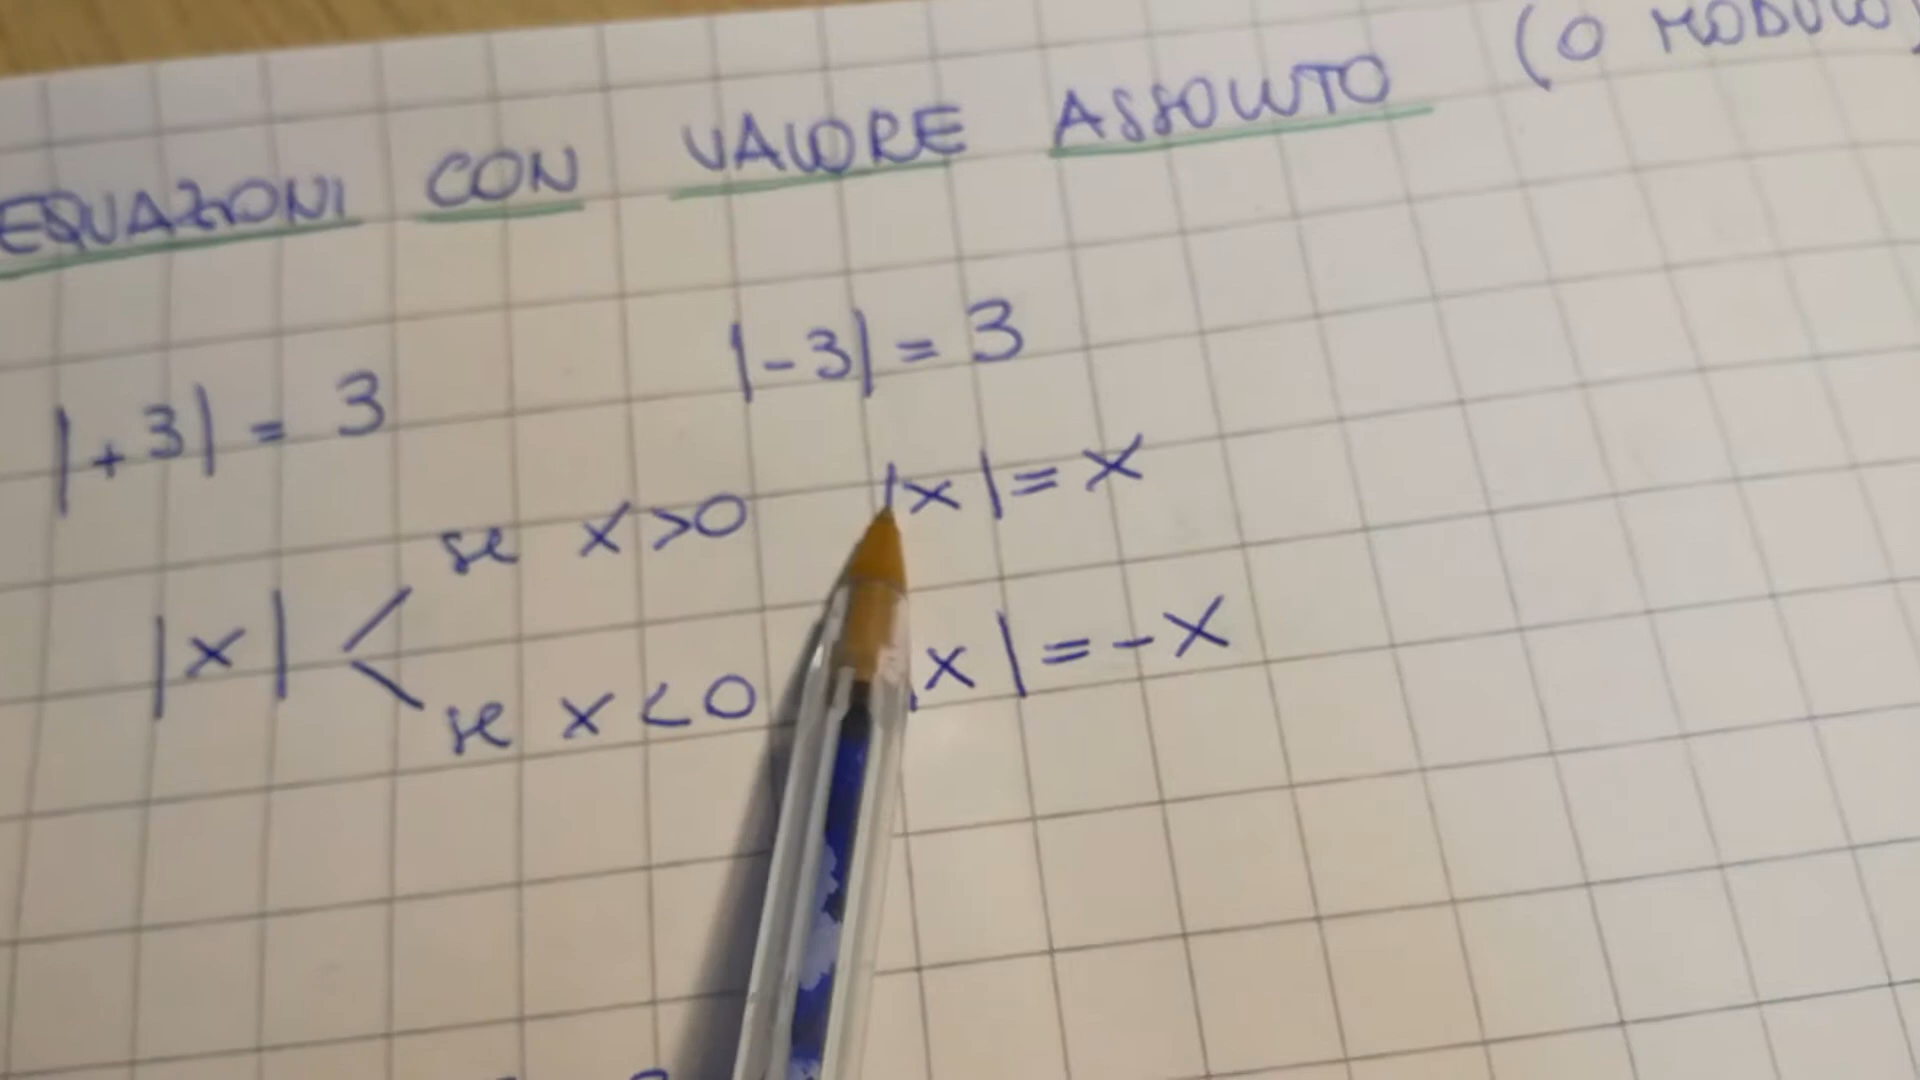 EQUAZIONI CON VALORE ASSOLUTO (O MODULO)
|+3| = 3 |-3| = 3
se x>0 |x| = x
|x|
se x<0 |x| = -x